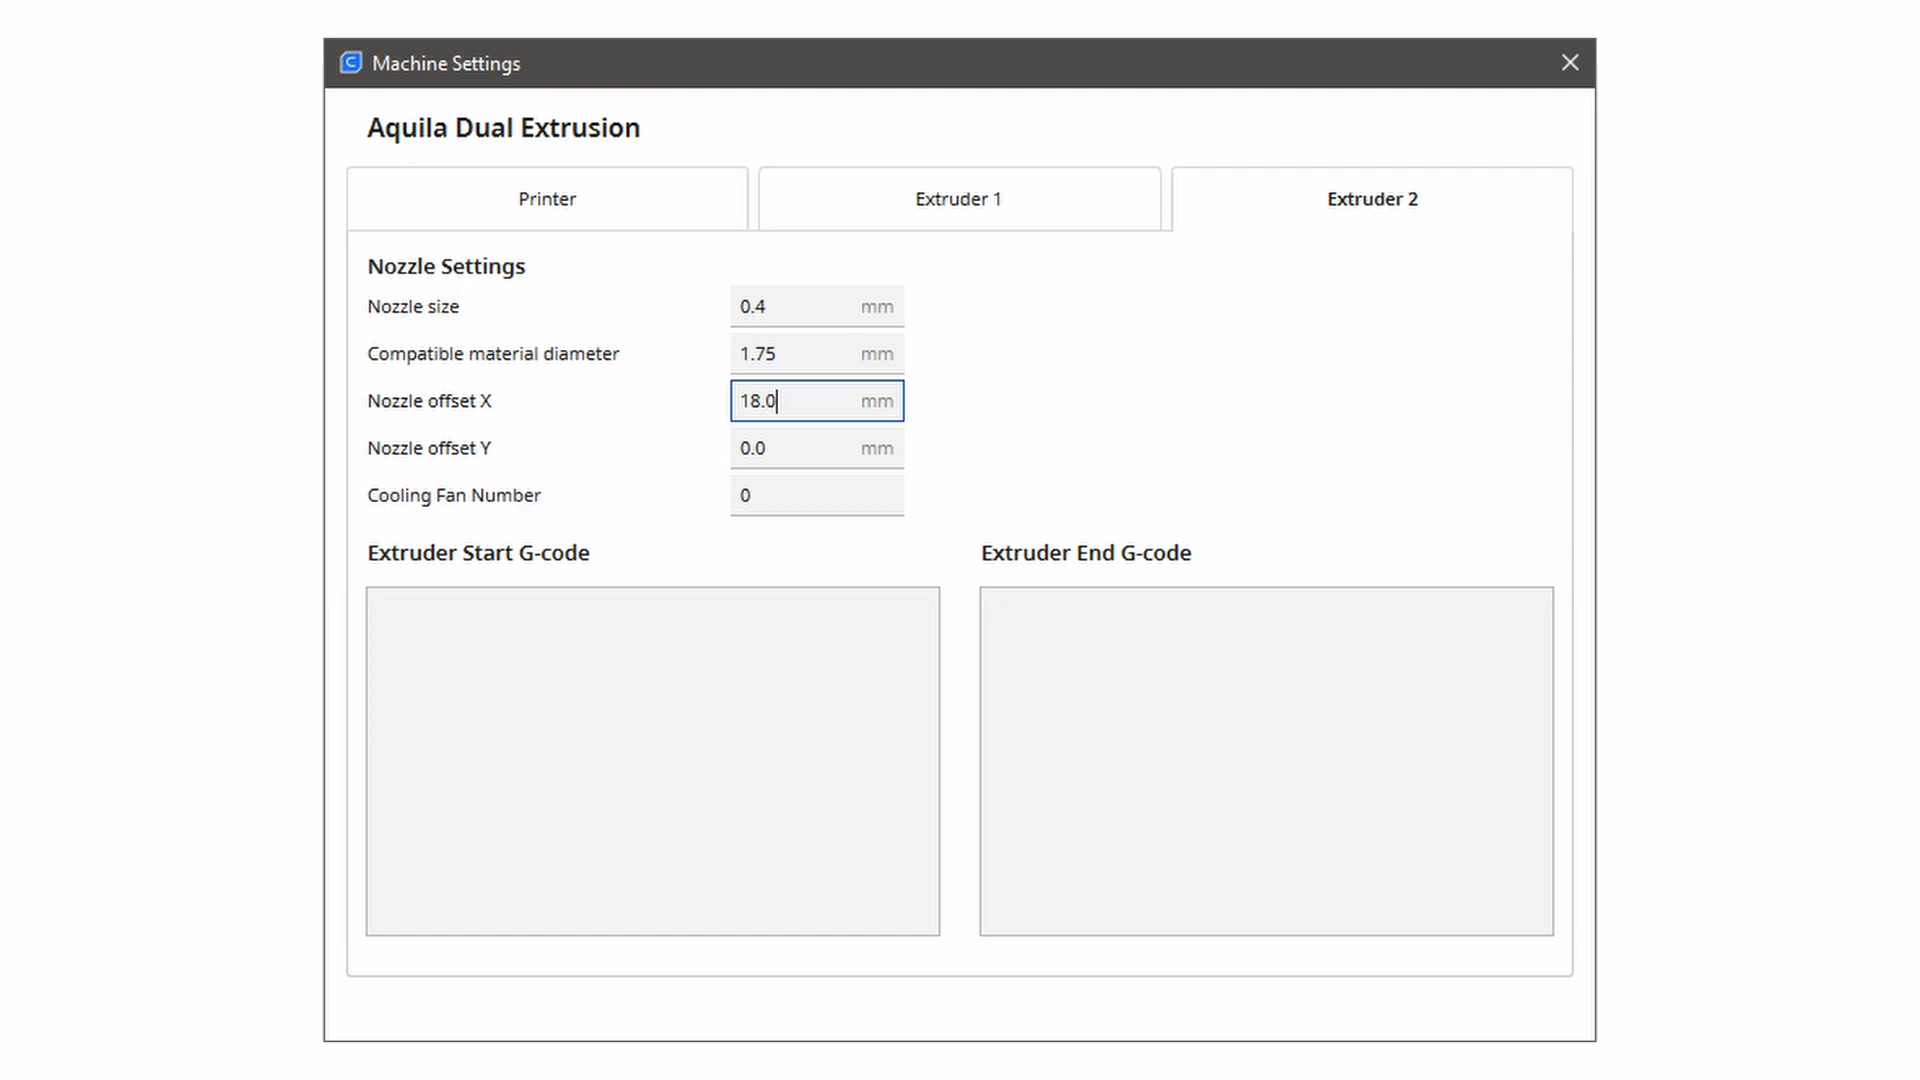 Machine Settings
Aquila Dual Extrusion
Printer
Extruder 1
Extruder 2
Nozzle Settings
Nozzle size 0.4 mm
Compatible material diameter 1.75 mm
Nozzle offset X 18.0 mm
Nozzle offset Y 0.0 mm
Cooling Fan Number 0
Extruder Start G-code
Extruder End G-code